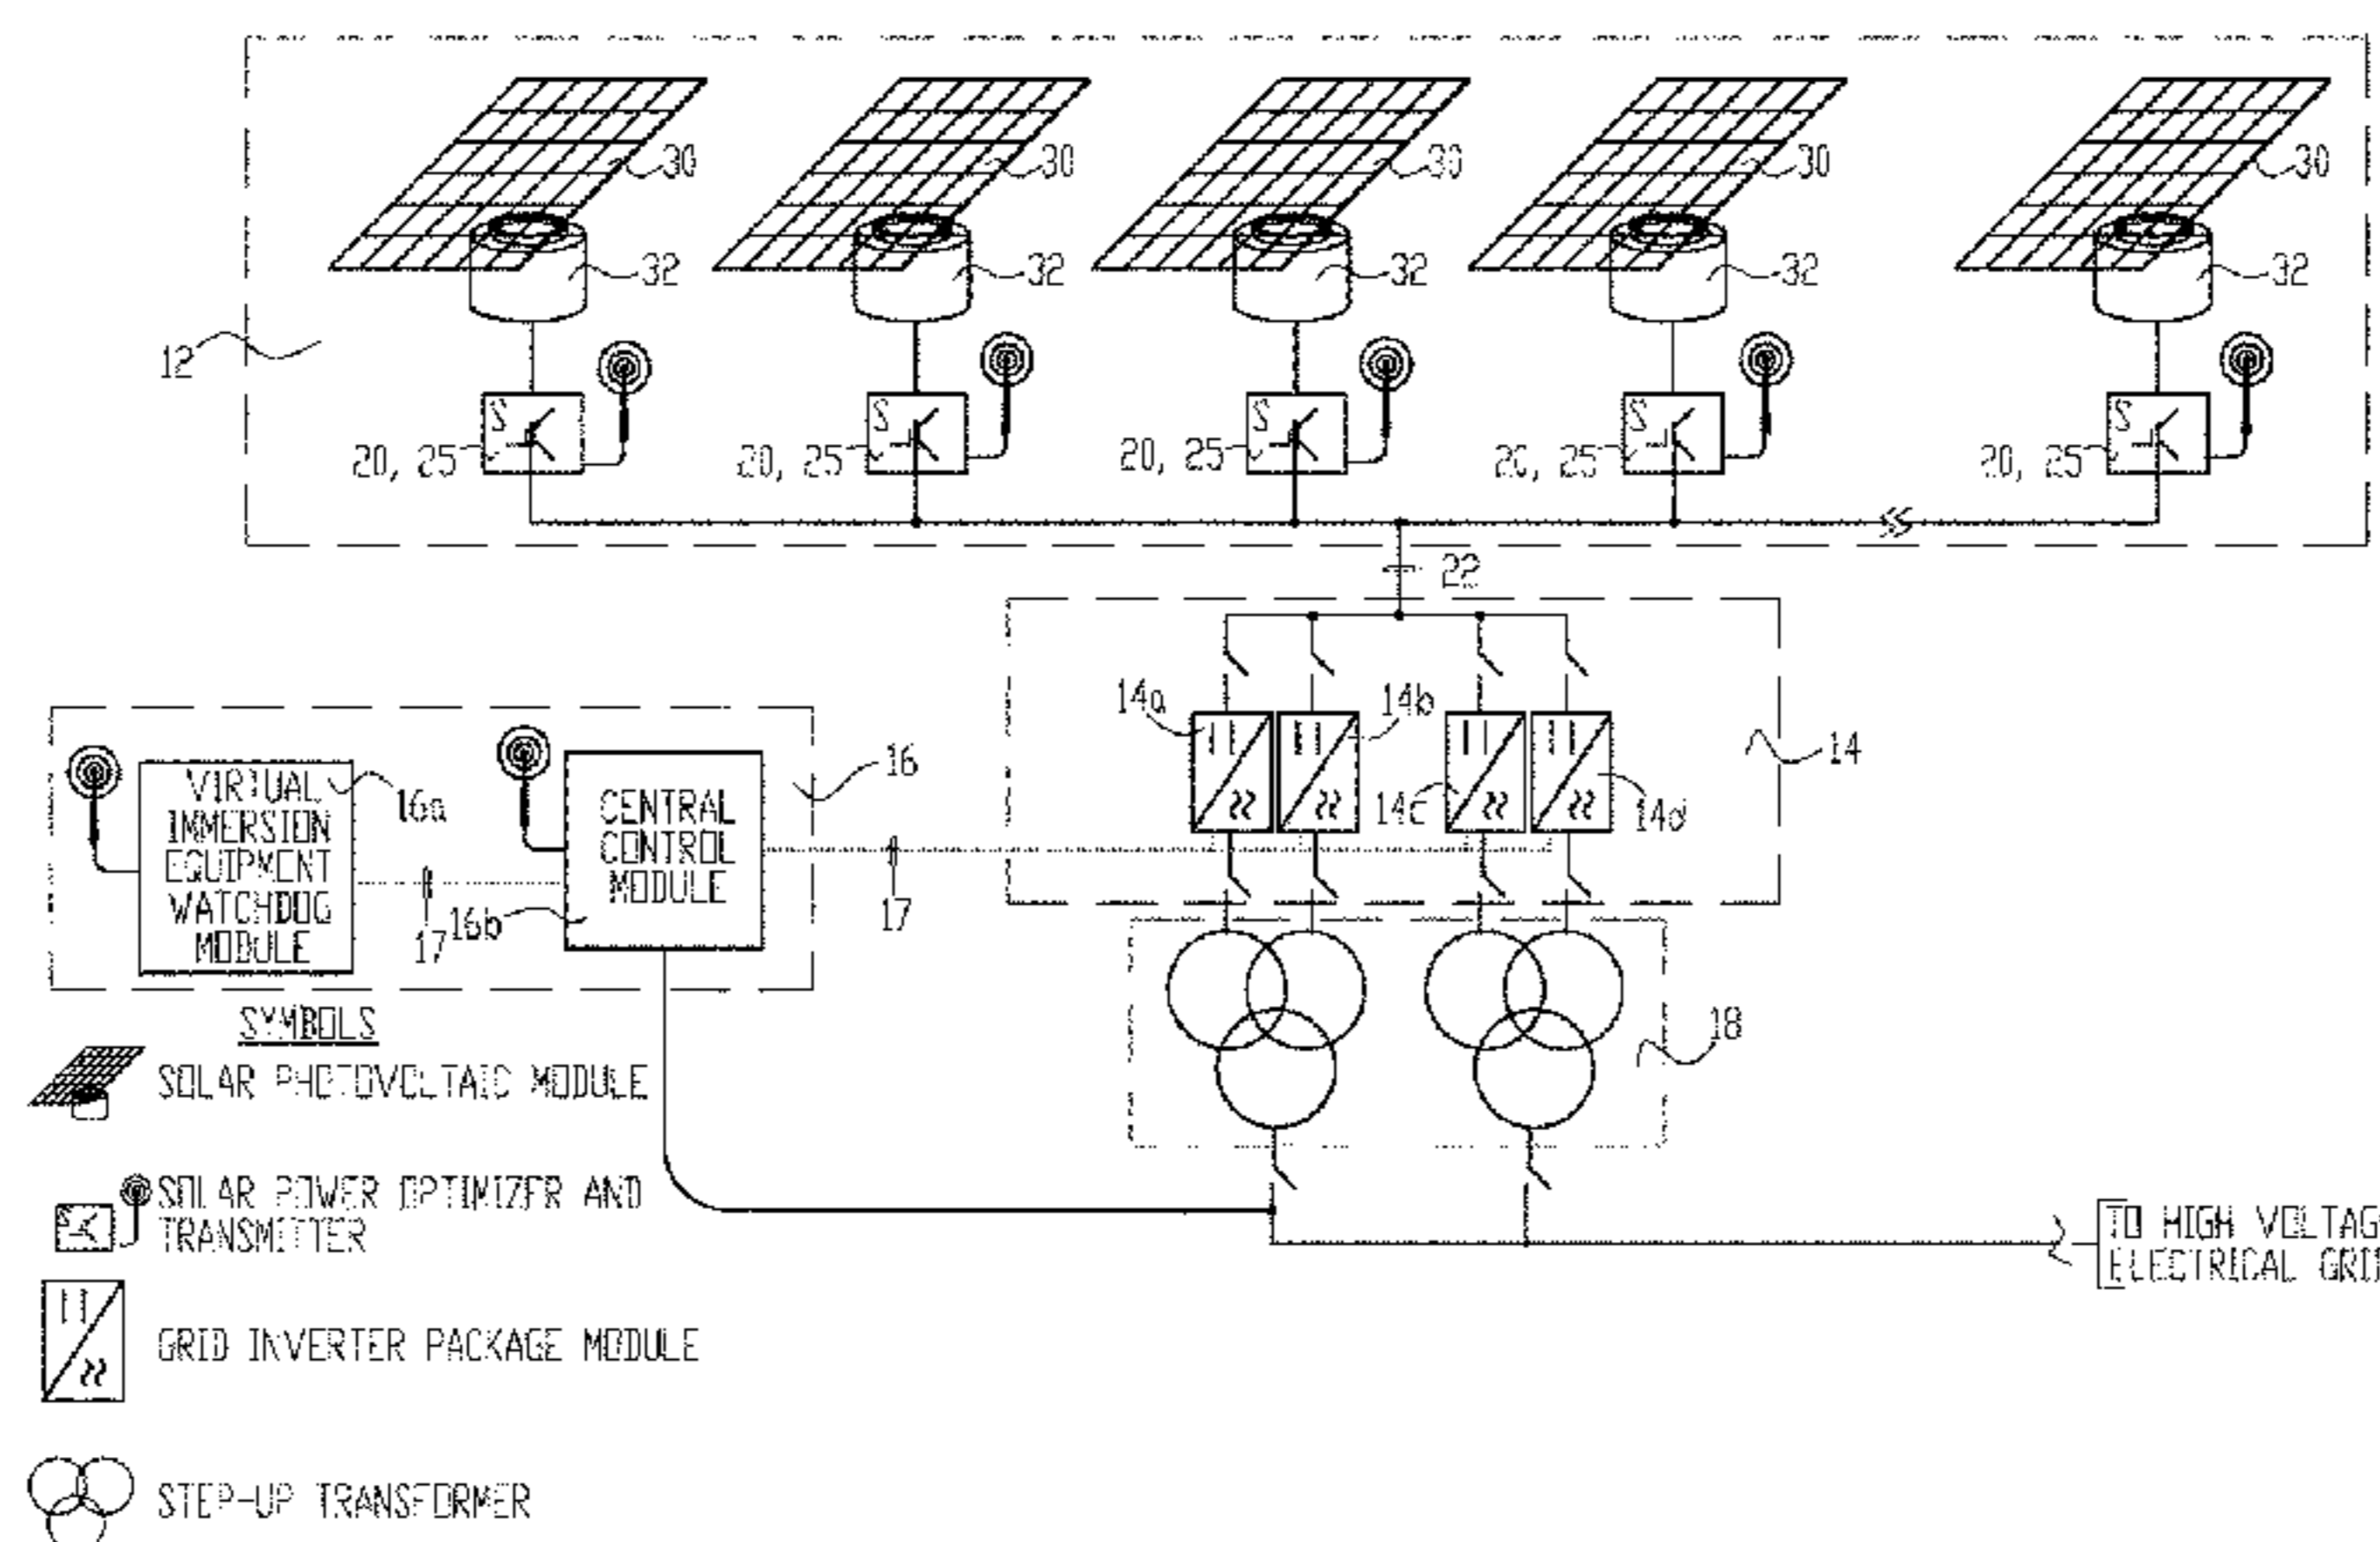 30 30 30 30 30
32 32 32 32 32
12
S S S S S
20, 25 20, 25 20, 25 20, 25 20, 25
22
14a 14b
14
14c 14d
16
VIRTUAL
IMMERSION
EQUIPMENT
WATCHDOG
MODULE
16a
CENTRAL
CONTROL
MODULE
16b
17
17
18
SYMBOLS
SOLAR PHOTOVOLTAIC MODULE
S
SOLAR POWER OPTIMIZER AND
TRANSMITTER
GRID INVERTER PACKAGE MODULE
STEP-UP TRANSFORMER
TO HIGH VOLTAG
ELECTRICAL GRI